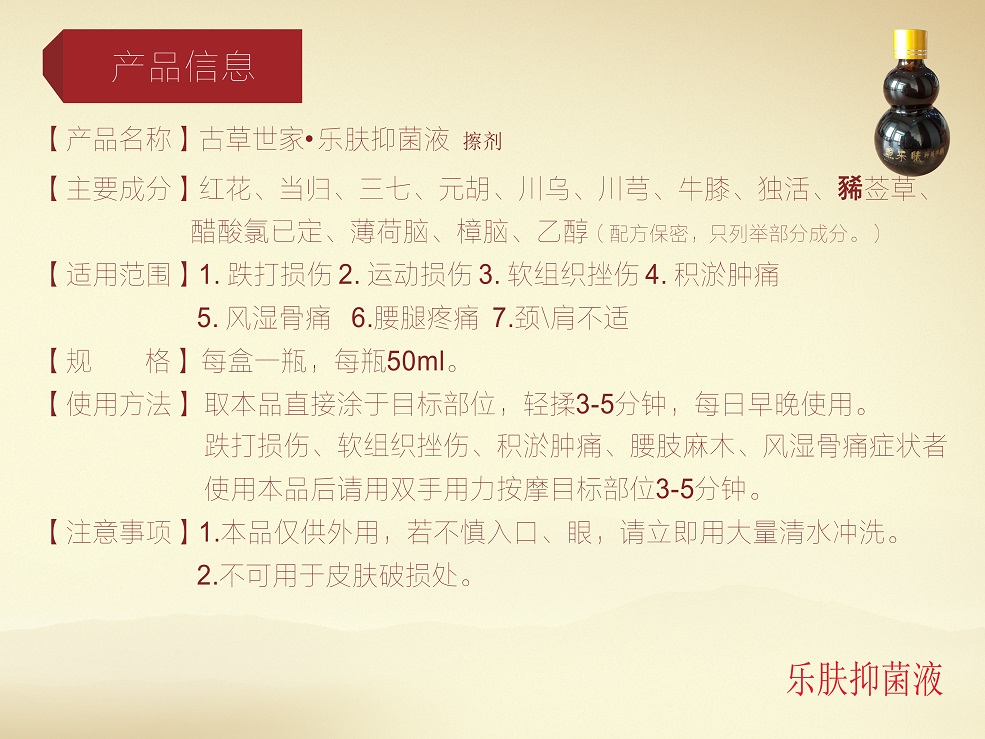 产品信息
【产品名称】古草世家•乐肤抑菌液 擦剂
【主要成分】红花、当归、三七、元胡、川乌、川芎、牛膝、独活、豨莶草、
醋酸氯已定、薄荷脑、樟脑、乙醇（配方保密，只列举部分成分。）
【适用范围】1. 跌打损伤 2. 运动损伤 3. 软组织挫伤 4. 积淤肿痛
5. 风湿骨痛 6.腰腿疼痛 7.颈\肩不适
【规 格】每盒一瓶，每瓶50ml。
【使用方法】取本品直接涂于目标部位，轻揉3-5分钟，每日早晚使用。
跌打损伤、软组织挫伤、积淤肿痛、腰肢麻木、风湿骨痛症状者
使用本品后请用双手用力按摩目标部位3-5分钟。
【注意事项】1.本品仅供外用，若不慎入口、眼，请立即用大量清水冲洗。
2.不可用于皮肤破损处。
乐肤抑菌液